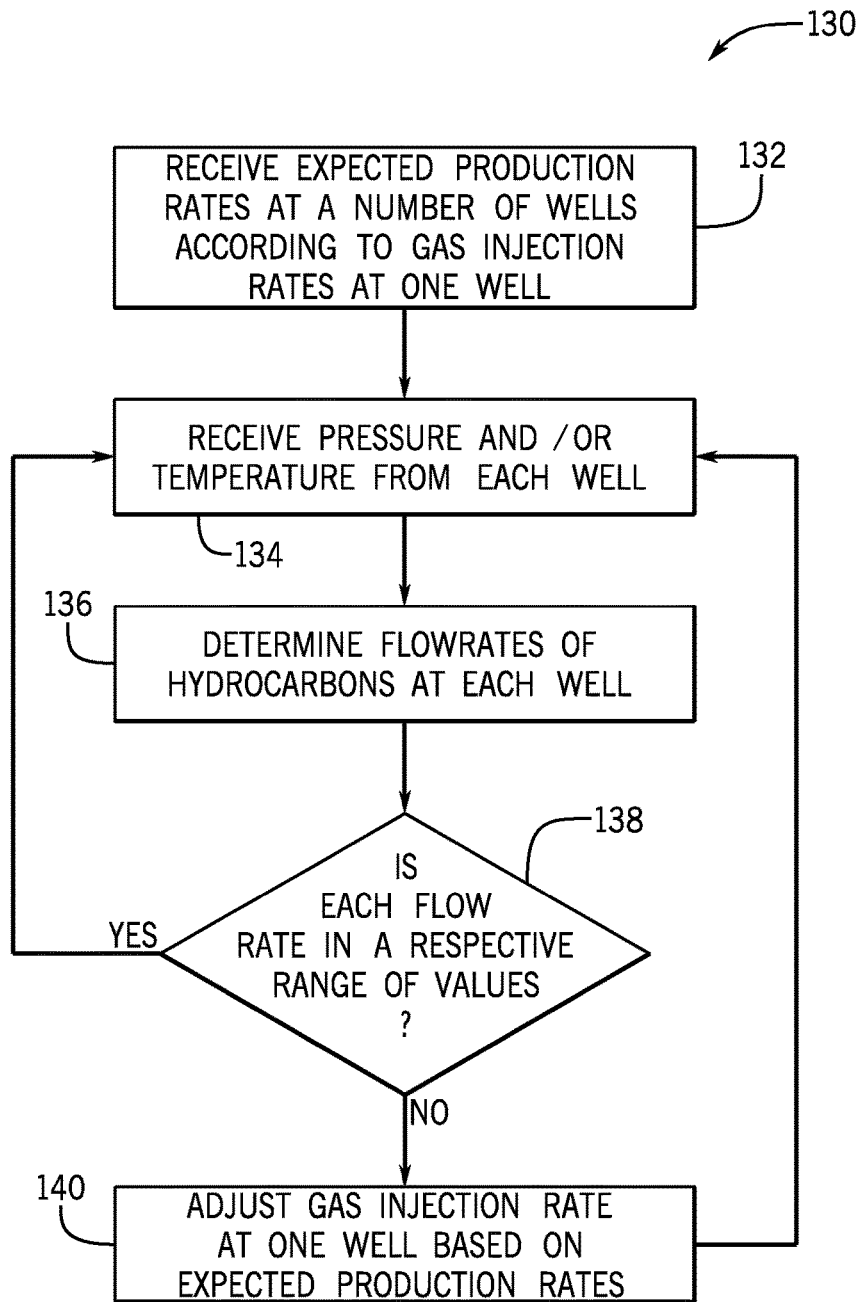 130
RECEIVE EXPECTED PRODUCTION
RATES AT A NUMBER OF WELLS
ACCORDING TO GAS INJECTION
RATES AT ONE WELL
132
RECEIVE PRESSURE AND /OR
TEMPERATURE FROM EACH WELL
134
136
DETERMINE FLOWRATES OF
HYDROCARBONS AT EACH WELL
138
IS
EACH FLOW
RATE IN A RESPECTIVE
RANGE OF VALUES
?
YES
NO
140
ADJUST GAS INJECTION RATE
AT ONE WELL BASED ON
EXPECTED PRODUCTION RATES